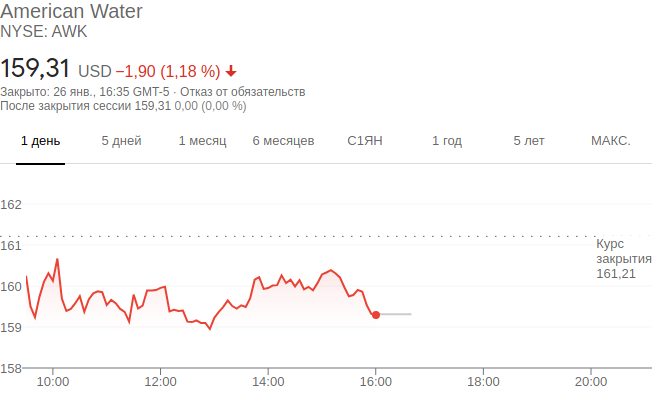 American Water
NYSE: AWK
159,31 USD −1,90 (1,18 %)
Закрыто: 26 янв., 16:35 GMT-5 · Отказ от обязательств
После закрытия сессии 159,31 0,00 (0,00 %)
1 день 5 дней 1 месяц 6 месяцев С1ЯН 1 год 5 лет МАКС.
162
161
160
159
158
Курс
закрытия
161,21
10:00 12:00 14:00 16:00 18:00 20:00